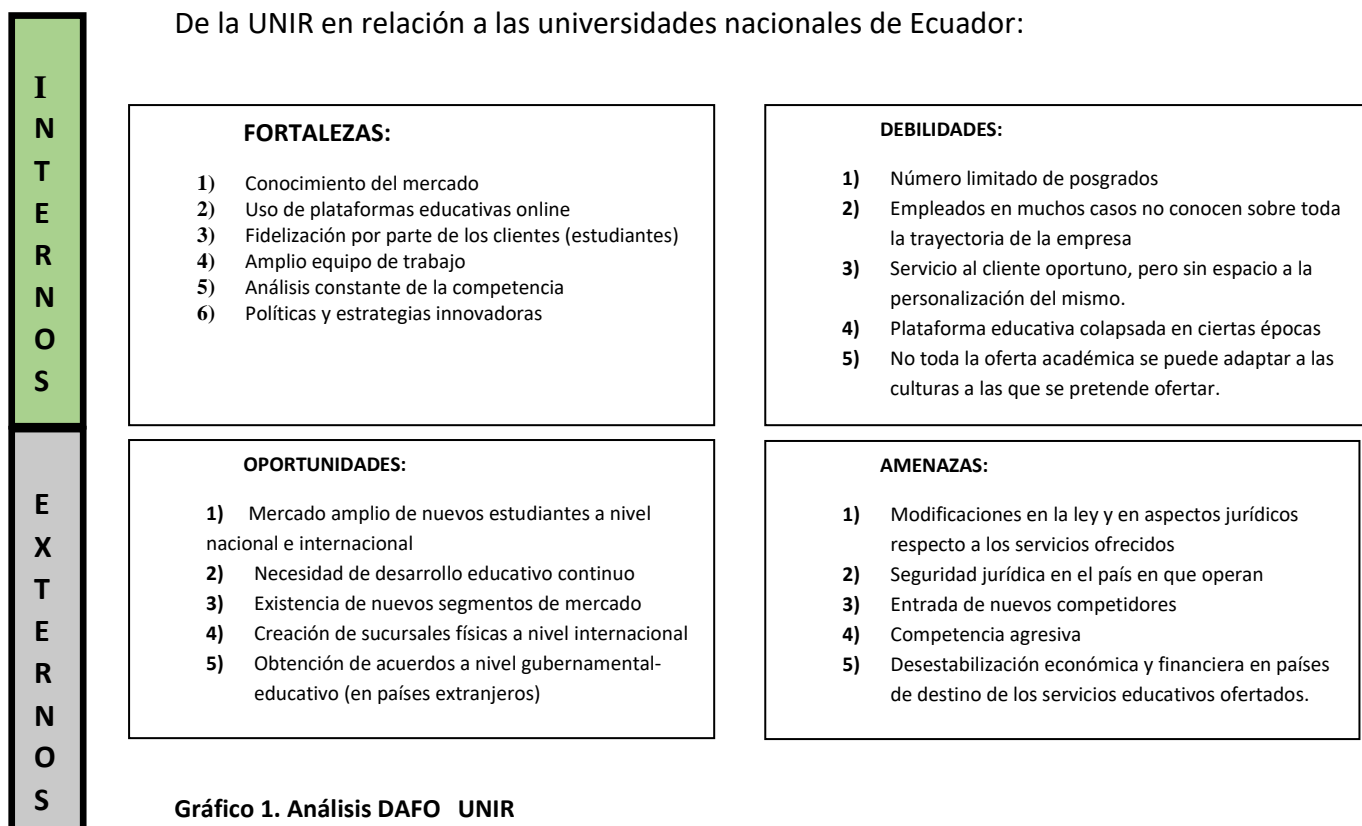 De la UNIR en relación a las universidades nacionales de Ecuador:
I
N
T
E
R
N
O
S
FORTALEZAS:
1) Conocimiento del mercado
2) Uso de plataformas educativas online
3) Fidelización por parte de los clientes (estudiantes)
4) Amplio equipo de trabajo
5) Análisis constante de la competencia
6) Políticas y estrategias innovadoras
DEBILIDADES:
1) Número limitado de posgrados
2) Empleados en muchos casos no conocen sobre toda
la trayectoria de la empresa
3) Servicio al cliente oportuno, pero sin espacio a la
personalización del mismo.
4) Plataforma educativa colapsada en ciertas épocas
5) No toda la oferta académica se puede adaptar a las
culturas a las que se pretende ofertar.
E
X
T
E
R
N
O
S
OPORTUNIDADES:
1) Mercado amplio de nuevos estudiantes a nivel
nacional e internacional
2) Necesidad de desarrollo educativo continuo
3) Existencia de nuevos segmentos de mercado
4) Creación de sucursales físicas a nivel internacional
5) Obtención de acuerdos a nivel gubernamental-
educativo (en países extranjeros)
AMENAZAS:
1) Modificaciones en la ley y en aspectos jurídicos
respecto a los servicios ofrecidos
2) Seguridad jurídica en el país en que operan
3) Entrada de nuevos competidores
4) Competencia agresiva
5) Desestabilización económica y financiera en países
de destino de los servicios educativos ofertados.
Gráfico 1. Análisis DAFO UNIR